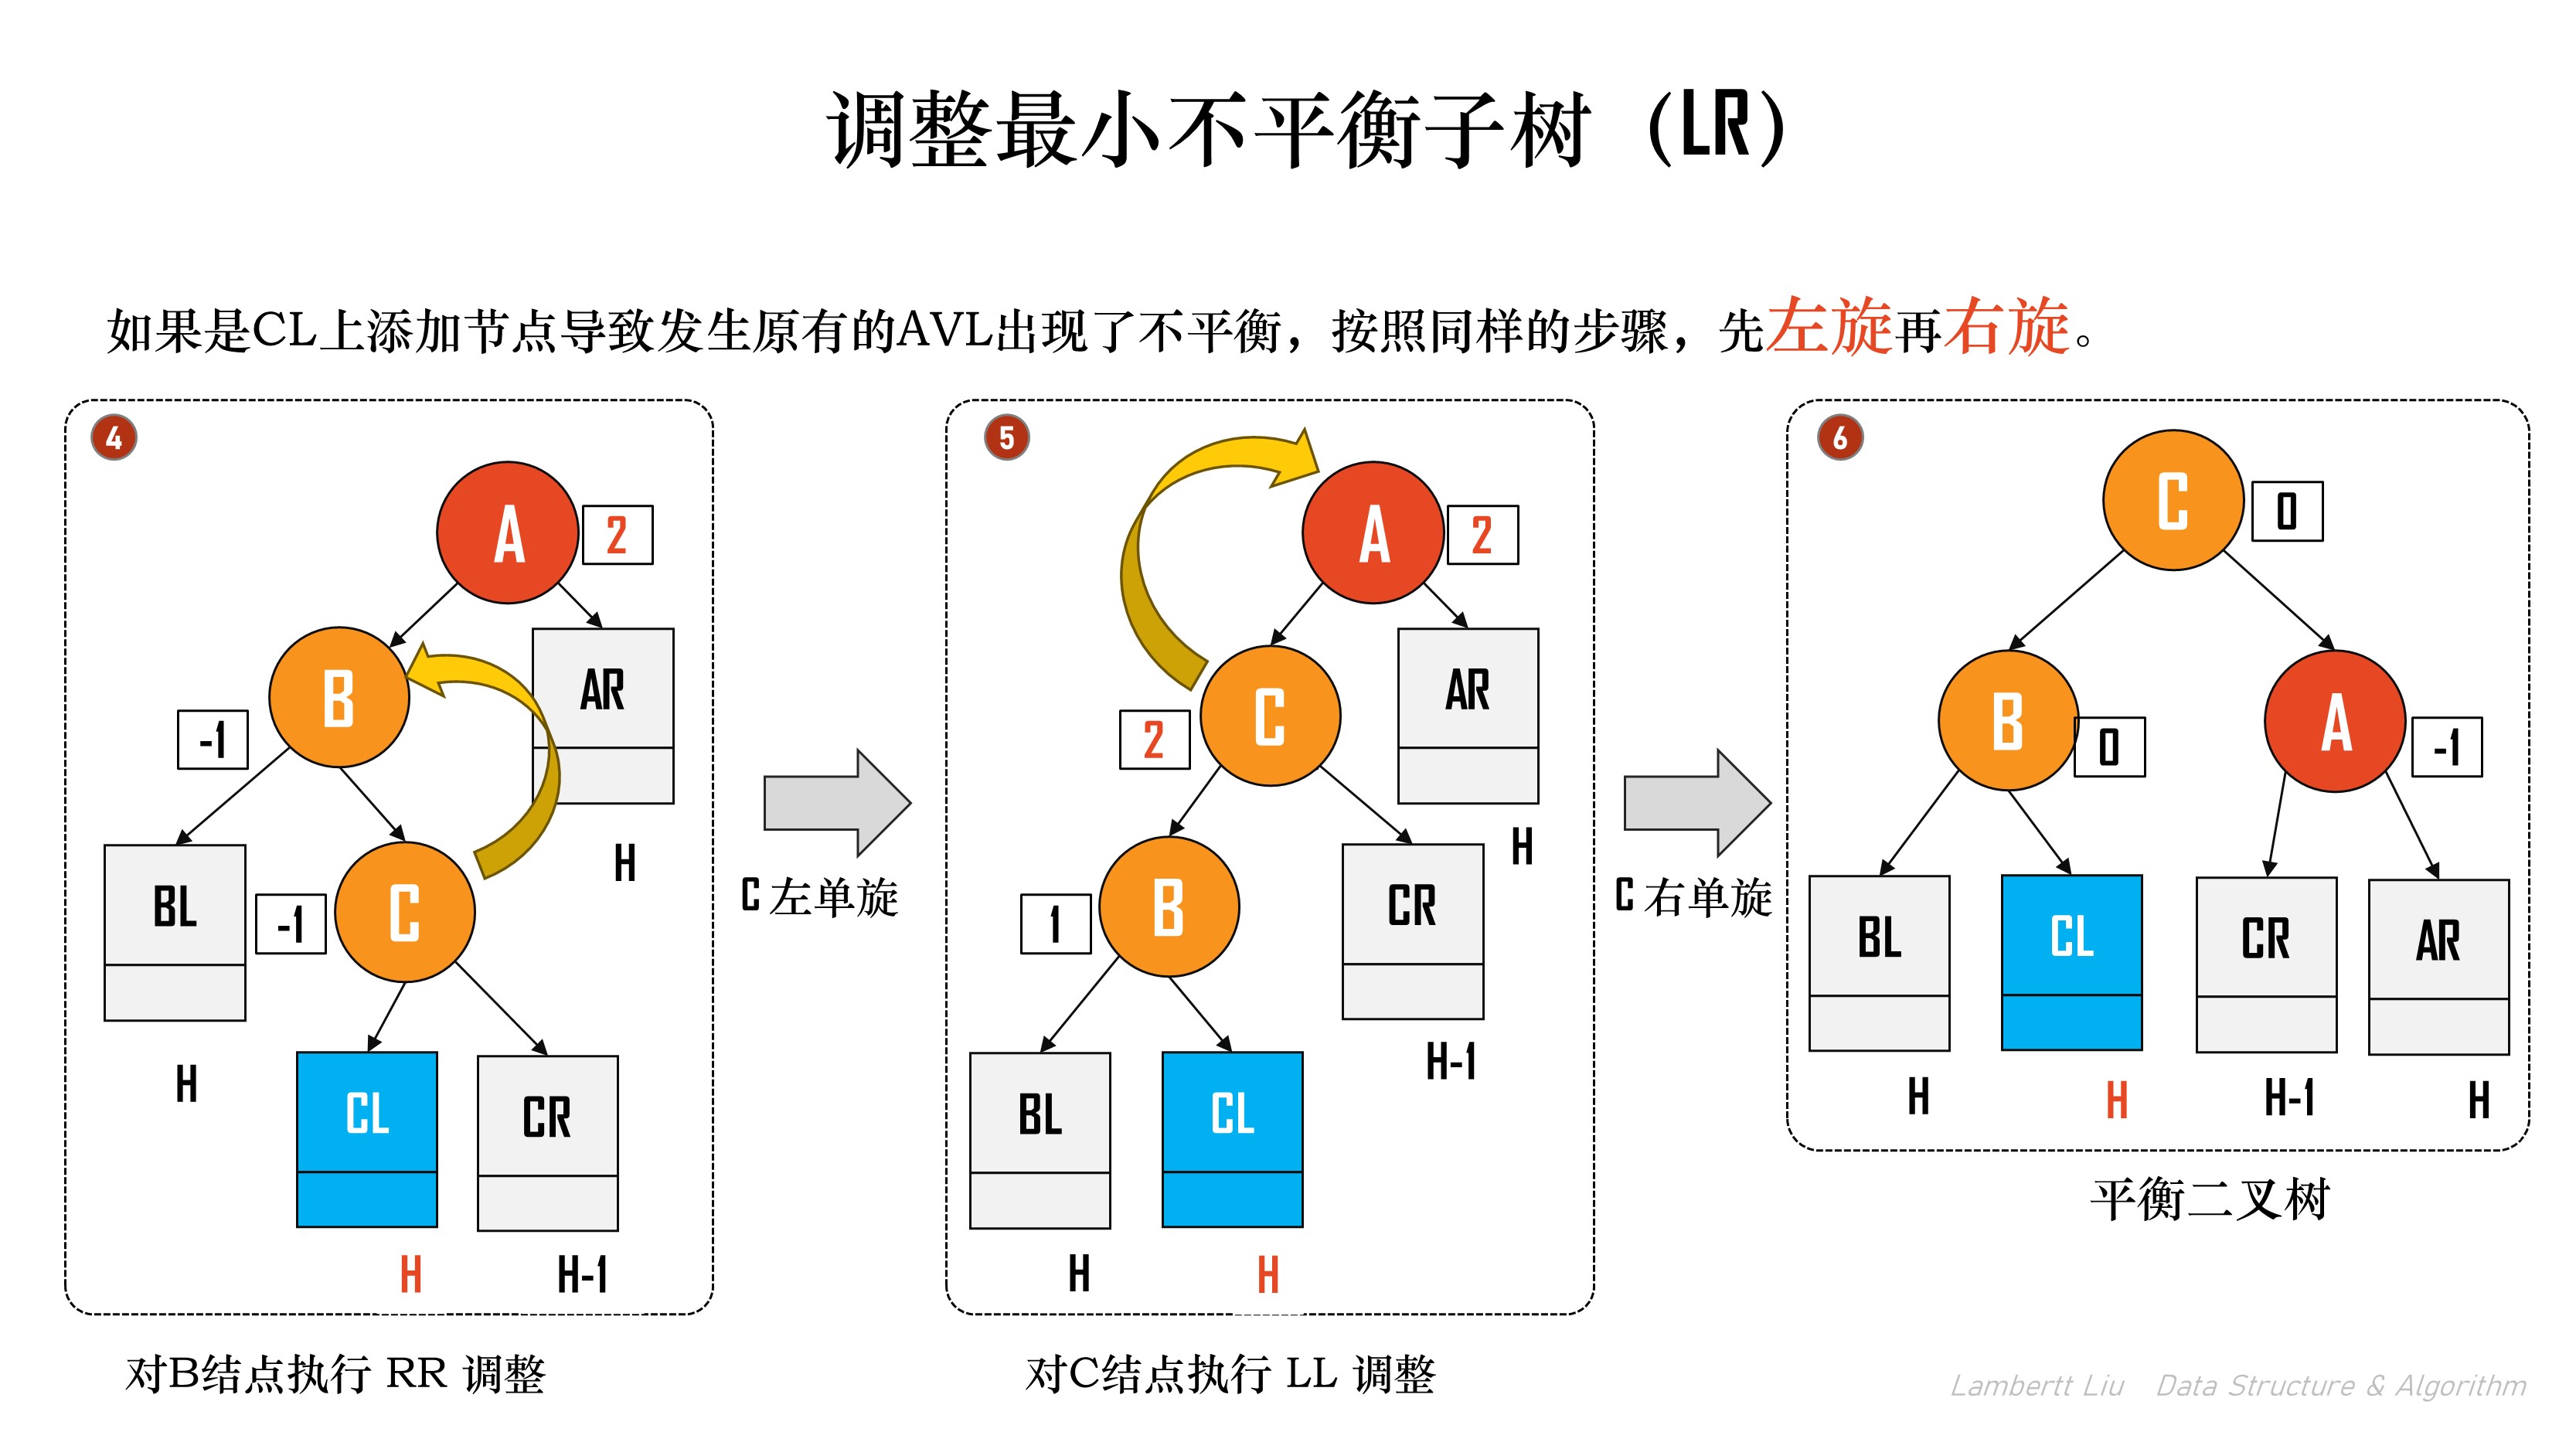 调整最小不平衡子树（LR）
如果是CL上添加节点导致发生原有的AVL出现了不平衡，按照同样的步骤，先左旋再右旋。
4
A
2
B
AR
-1
H
BL
-1
C
H
CL
CR
H
H-1
对B结点执行 RR 调整
C 左单旋
5
A
2
C
AR
2
H
1
B
CR
H-1
BL
CL
H
H
对C结点执行 LL 调整
C 右单旋
6
C
0
B
0
A
-1
BL
CL
CR
AR
H
H
H-1
H
平衡二叉树
Lambertt Liu Data Structure & Algorithm